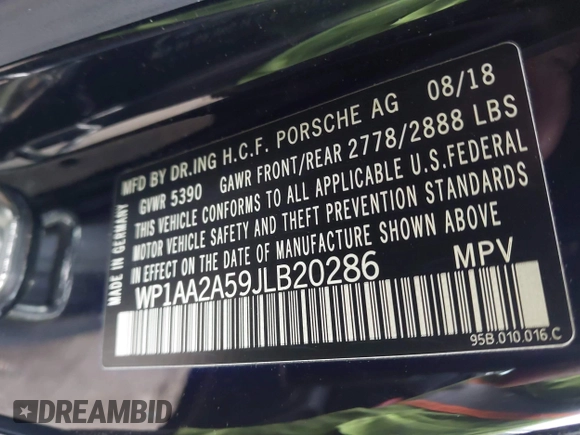 MFD BY DR.ING H.C.F. PORSCHE AG 08/18
GVWR 5390 GAWR FRONT/REAR 2778/2888 LBS
THIS VEHICLE CONFORMS TO ALL APPLICABLE U.S.FEDERAL
MOTOR VEHICLE SAFETY AND THEFT PREVENTION STANDARDS
IN EFFECT ON THE DATE OF MANUFACTURE SHOWN ABOVE
WP1AA2A59JLB20286 MPV
MADE IN GERMANY
95B.010.016.C
DREAMBID